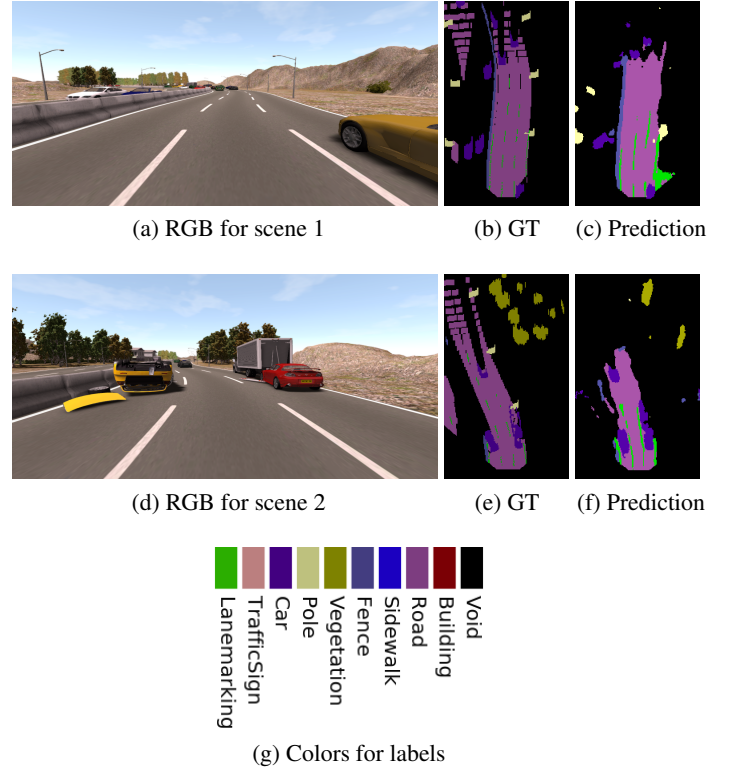 (a) RGB for scene 1
(b) GT
(c) Prediction
(d) RGB for scene 2
(e) GT
(f) Prediction
Lanemarking
TrafficSign
Car
Pole
Vegetation
Fence
Sidewalk
Road
Building
Void
(g) Colors for labels